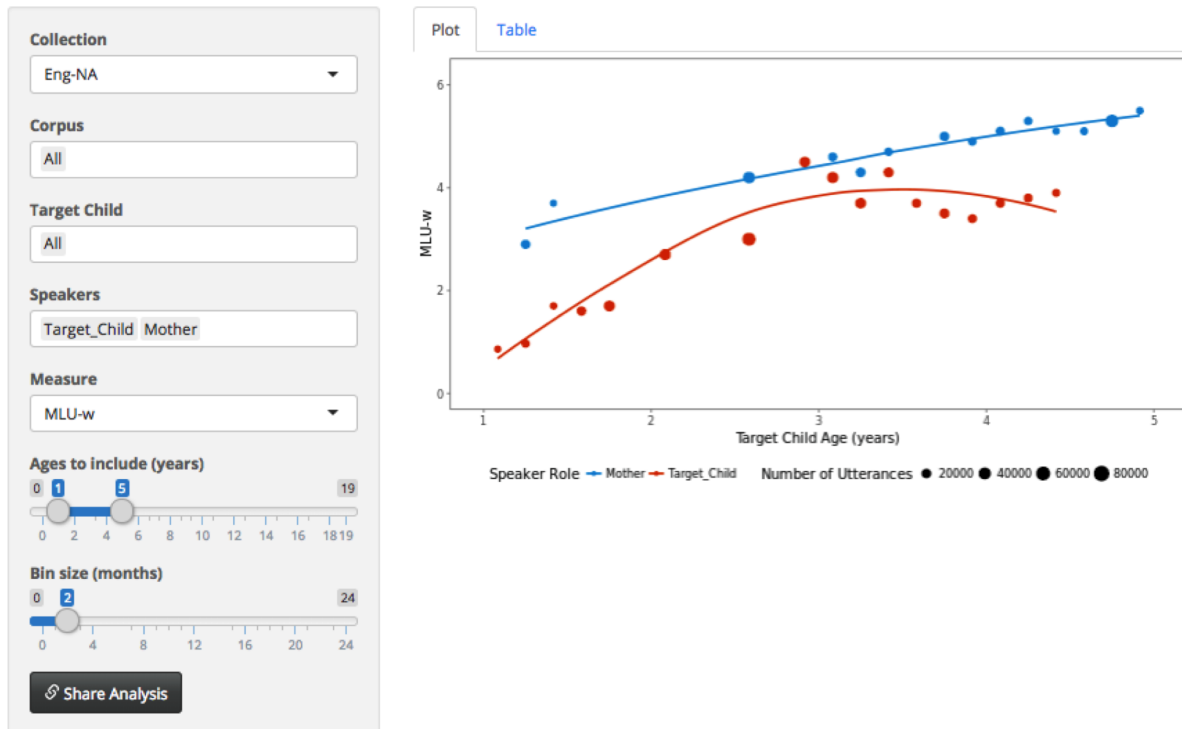 Collection
Eng-NA
Corpus
All
Target Child
All
Speakers
Target_Child Mother
Measure
MLU-w
Ages to include (years)
0 1 5 19
0 2 4 6 8 10 12 14 16 18 19
Bin size (months)
0 2 24
0 4 8 12 16 20 24
Share Analysis
Plot Table
6
4
2
0
MLU-w
1 2 3 4 5
Target Child Age (years)
Speaker Role Mother Target_Child Number of Utterances 20000 40000 60000 80000